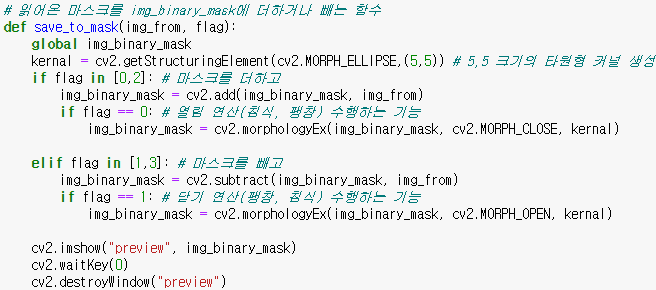 # 읽어온 마스크를 img_binary_mask에 더하거나 빼는 함수
def save_to_mask(img_from, flag):
    global img_binary_mask
    kernal = cv2.getStructuringElement(cv2.MORPH_ELLIPSE,(5,5)) # 5,5 크기의 타원형 커널 생성
    if flag in [0,2]: # 마스크를 더하고
        img_binary_mask = cv2.add(img_binary_mask, img_from)
        if flag == 0: # 열림 연산(침식, 팽창) 수행하는 기능
            img_binary_mask = cv2.morphologyEx(img_binary_mask, cv2.MORPH_CLOSE, kernal)
    elif flag in [1,3]: # 마스크를 빼고
        img_binary_mask = cv2.subtract(img_binary_mask, img_from)
        if flag == 1: # 닫기 연산(팽창, 침식) 수행하는 기능
            img_binary_mask = cv2.morphologyEx(img_binary_mask, cv2.MORPH_OPEN, kernal)
    cv2.imshow("preview", img_binary_mask)
    cv2.waitKey(0)
    cv2.destroyWindow("preview")